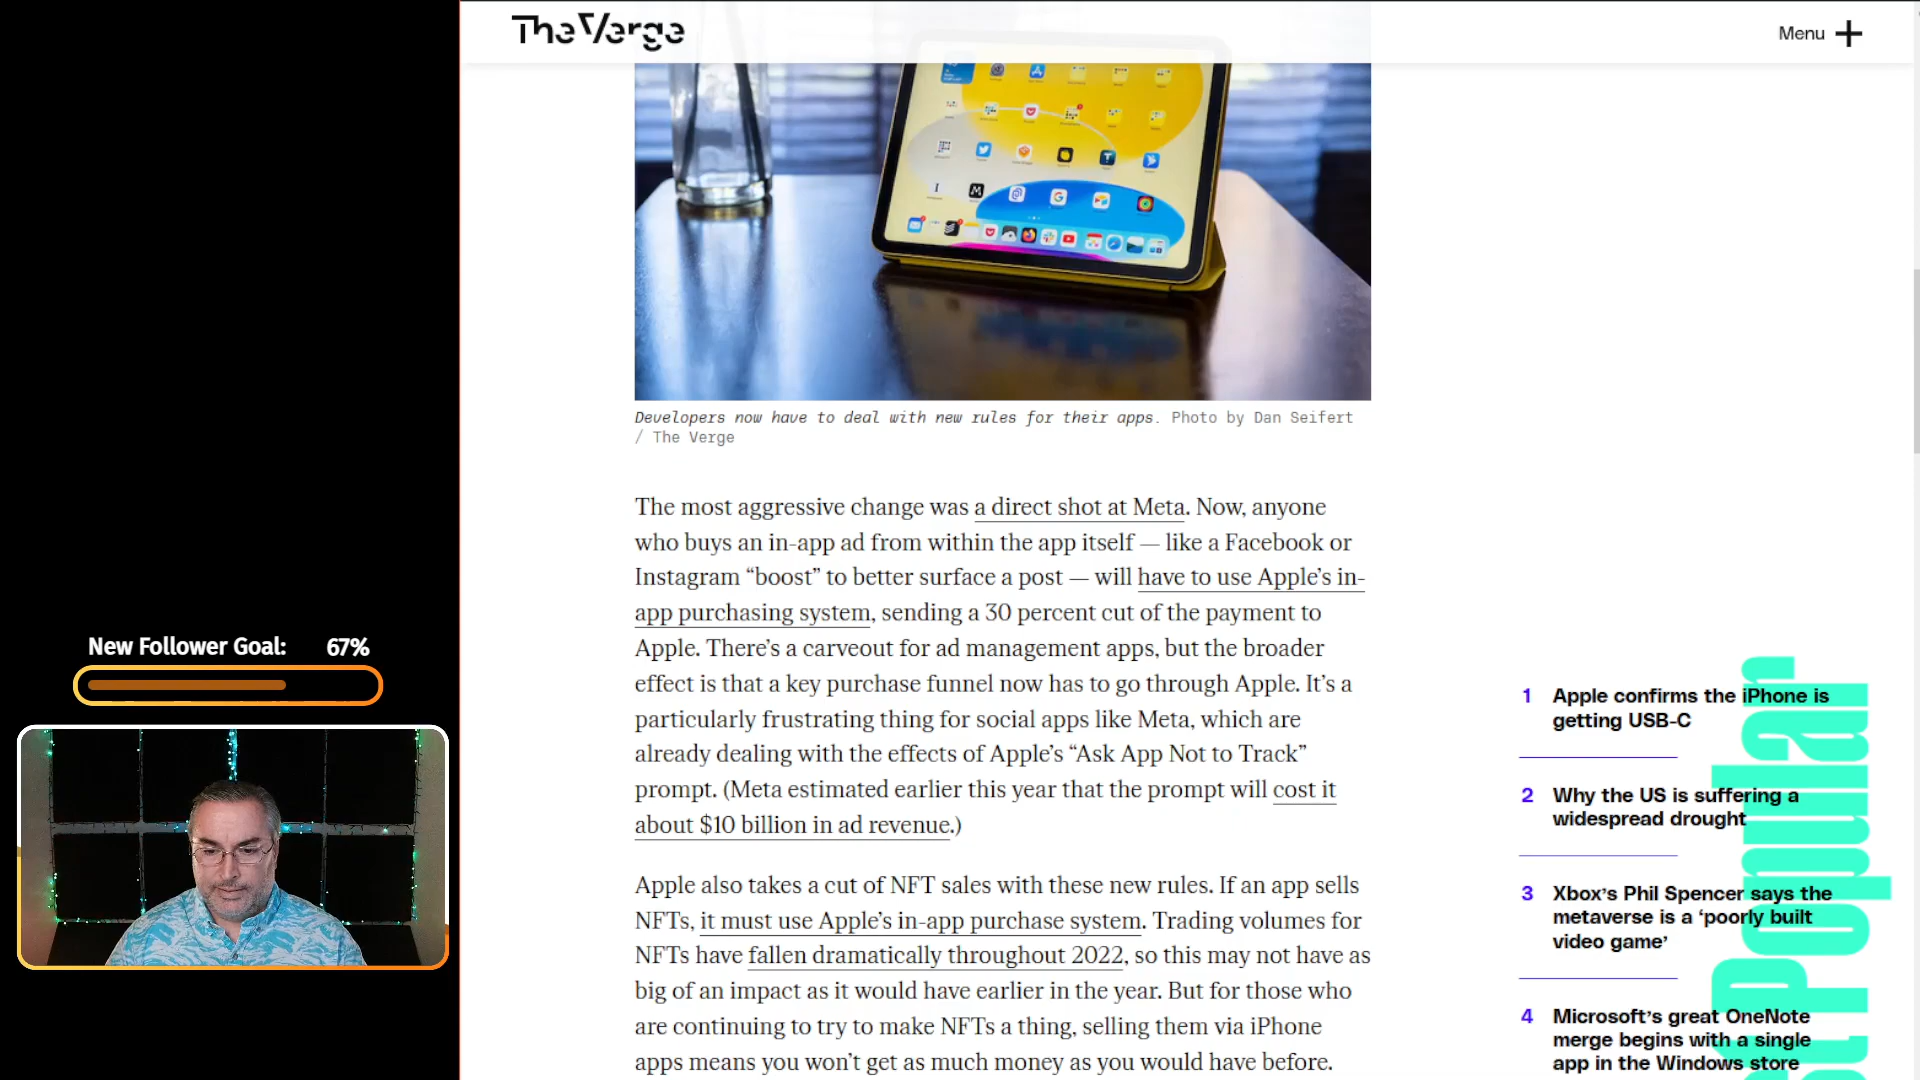 The Verge
Menu
Developers now have to deal with new rules for their apps. Photo by Dan Seifert
/ The Verge
The most aggressive change was a direct shot at Meta. Now, anyone
who buys an in-app ad from within the app itself — like a Facebook or
Instagram “boost” to better surface a post — will have to use Apple’s in-
app purchasing system, sending a 30 percent cut of the payment to
Apple. There’s a carveout for ad management apps, but the broader
effect is that a key purchase funnel now has to go through Apple. It’s a
particularly frustrating thing for social apps like Meta, which are
already dealing with the effects of Apple’s “Ask App Not to Track”
prompt. (Meta estimated earlier this year that the prompt will cost it
about $10 billion in ad revenue.)
Apple also takes a cut of NFT sales with these new rules. If an app sells
NFTs, it must use Apple’s in-app purchase system. Trading volumes for
NFTs have fallen dramatically throughout 2022, so this may not have as
big of an impact as it would have earlier in the year. But for those who
are continuing to try to make NFTs a thing, selling them via iPhone
apps means you won’t get as much money as you would have before.
New Follower Goal: 67%
1 Apple confirms the iPhone is
getting USB-C
2 Why the US is suffering a
widespread drought
3 Xbox’s Phil Spencer says the
metaverse is a ‘poorly built
video game’
4 Microsoft’s great OneNote
merge begins with a single
app in the Windows store
t Popular